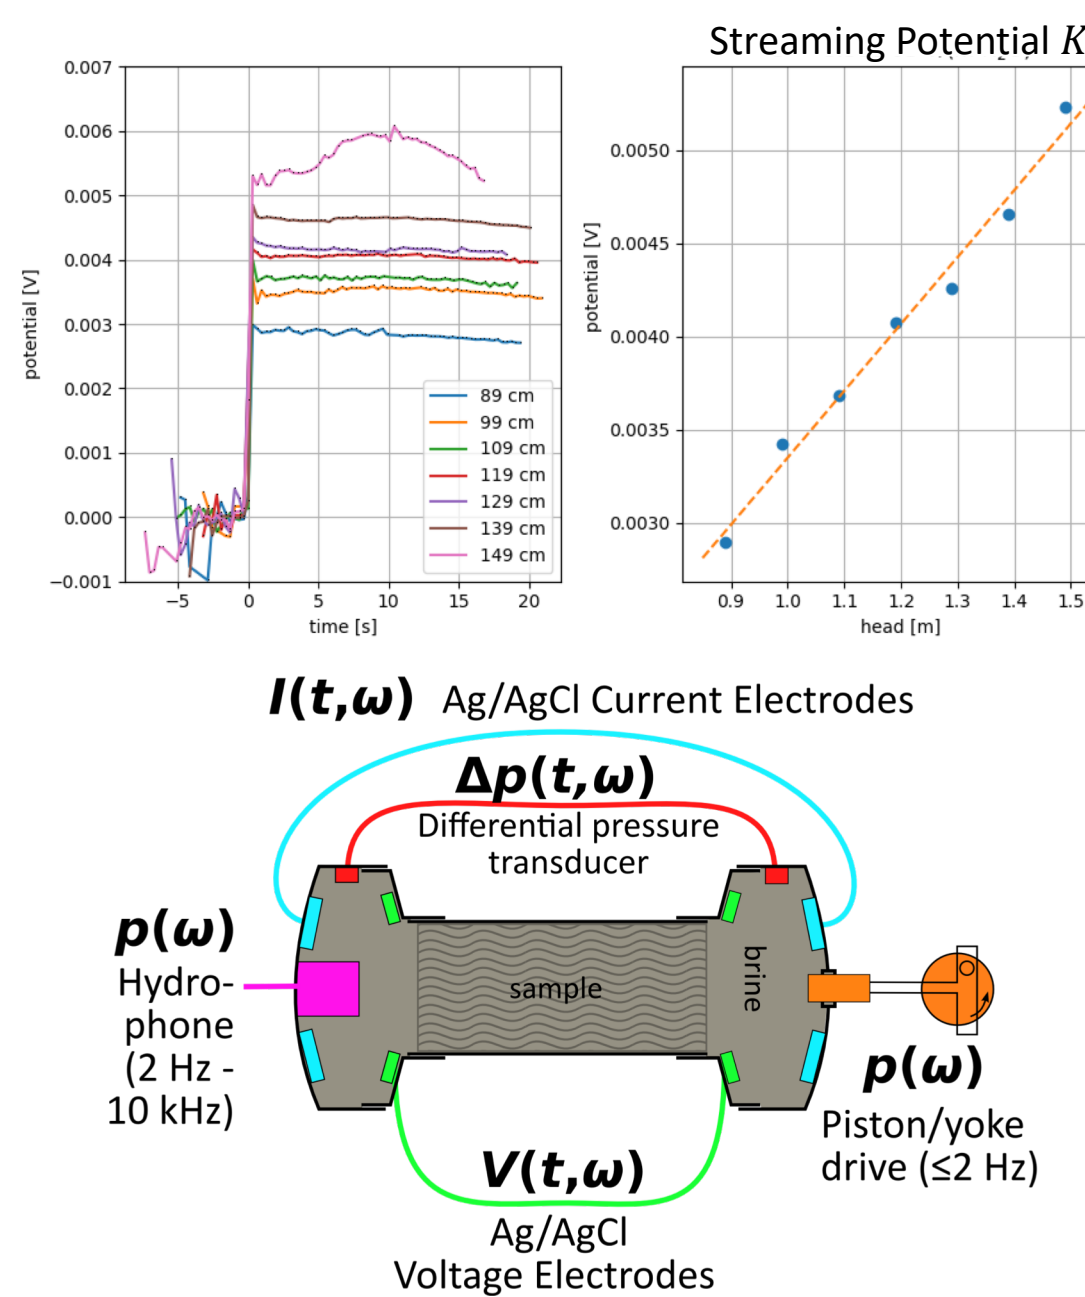 Streaming Potential K
0.007
0.006
0.005
0.004
0.003
0.002
0.001
0.000
−0.001
potential [V]
−5
0
5
10
15
20
time [s]
89 cm
99 cm
109 cm
119 cm
129 cm
139 cm
149 cm
0.0050
0.0045
0.0040
0.0035
0.0030
potential [V]
0.9
1.0
1.1
1.2
1.3
1.4
1.5
head [m]
I(t,ω) Ag/AgCl Current Electrodes
Δp(t,ω)
Differential pressure
transducer
p(ω)
Hydro-
phone
(2 Hz -
10 kHz)
sample
brine
p(ω)
Piston/yoke
drive (≤2 Hz)
V(t,ω)
Ag/AgCl
Voltage Electrodes